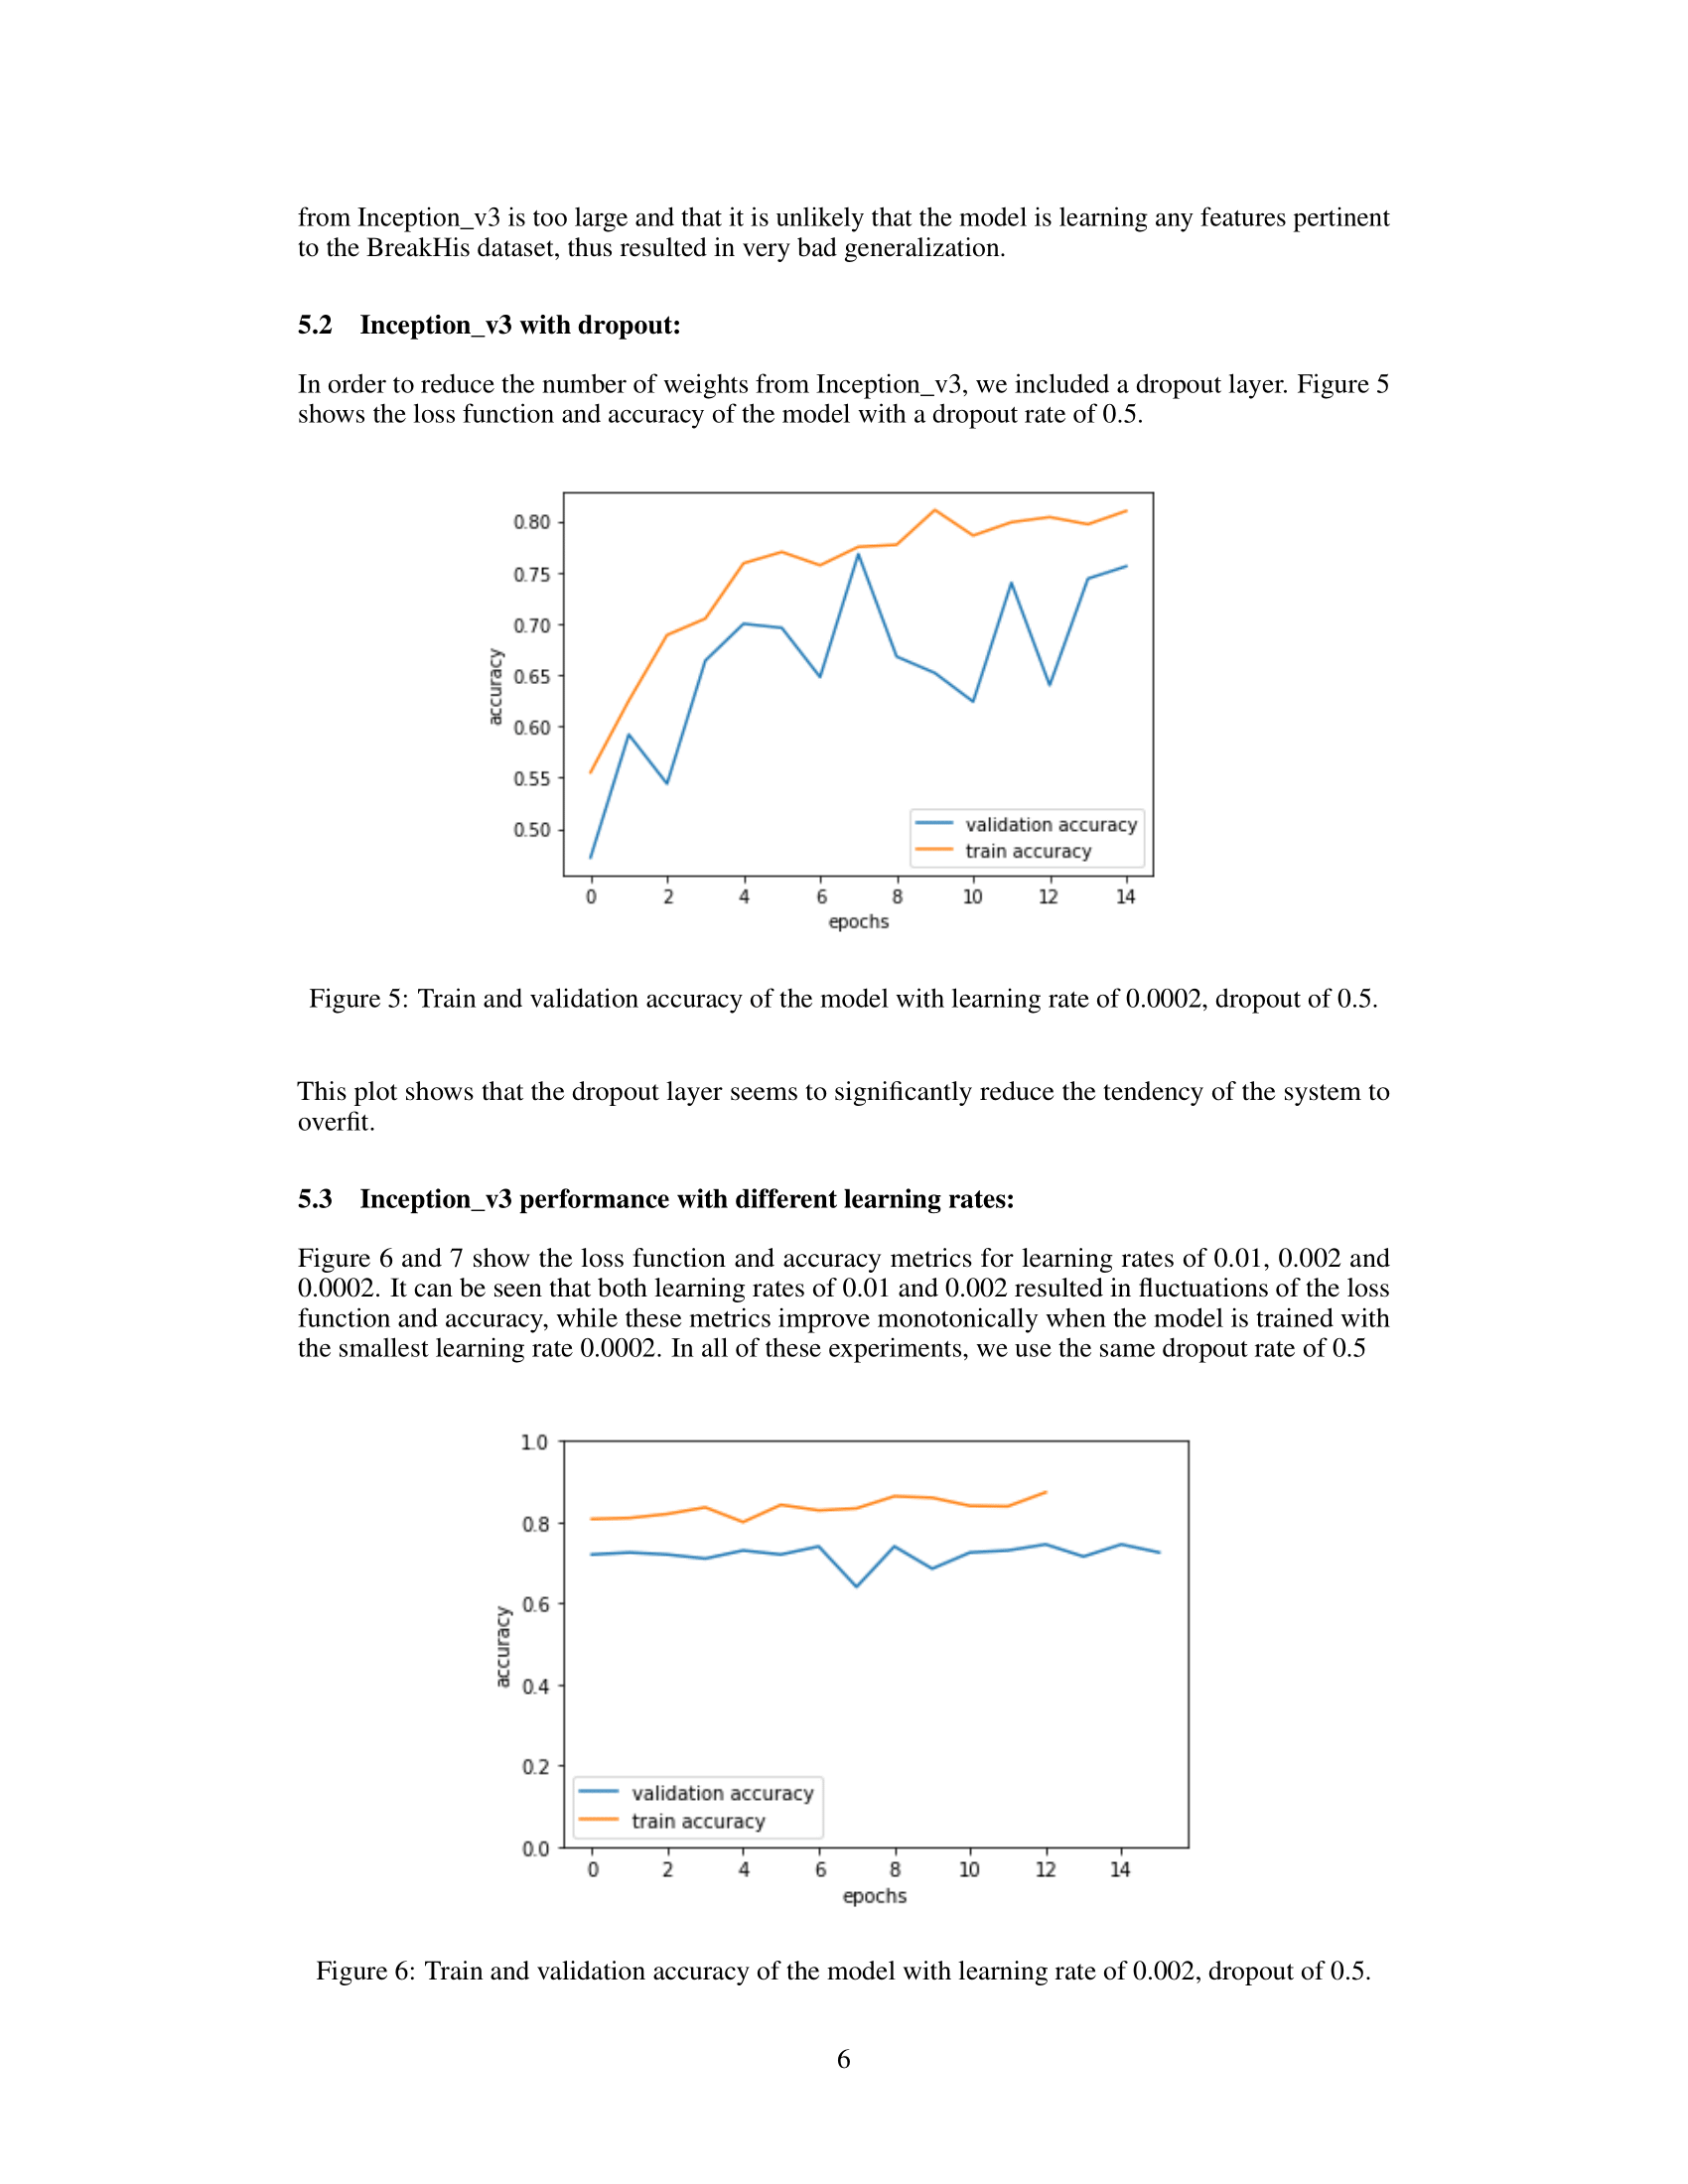 from Inception_v3 is too large and that it is unlikely that the model is learning any features pertinent
to the BreakHis dataset, thus resulted in very bad generalization.
5.2 Inception_v3 with dropout:
In order to reduce the number of weights from Inception_v3, we included a dropout layer. Figure 5
shows the loss function and accuracy of the model with a dropout rate of 0.5.
0.80
0.75
0.70
0.65
0.60
0.55
0.50
accuracy
validation accuracy
train accuracy
0 2 4 6 8 10 12 14
epochs
Figure 5: Train and validation accuracy of the model with learning rate of 0.0002, dropout of 0.5.
This plot shows that the dropout layer seems to significantly reduce the tendency of the system to
overfit.
5.3 Inception_v3 performance with different learning rates:
Figure 6 and 7 show the loss function and accuracy metrics for learning rates of 0.01, 0.002 and
0.0002. It can be seen that both learning rates of 0.01 and 0.002 resulted in fluctuations of the loss
function and accuracy, while these metrics improve monotonically when the model is trained with
the smallest learning rate 0.0002. In all of these experiments, we use the same dropout rate of 0.5
1.0
0.8
0.6
0.4
0.2
0.0
accuracy
validation accuracy
train accuracy
0 2 4 6 8 10 12 14
epochs
Figure 6: Train and validation accuracy of the model with learning rate of 0.002, dropout of 0.5.
6